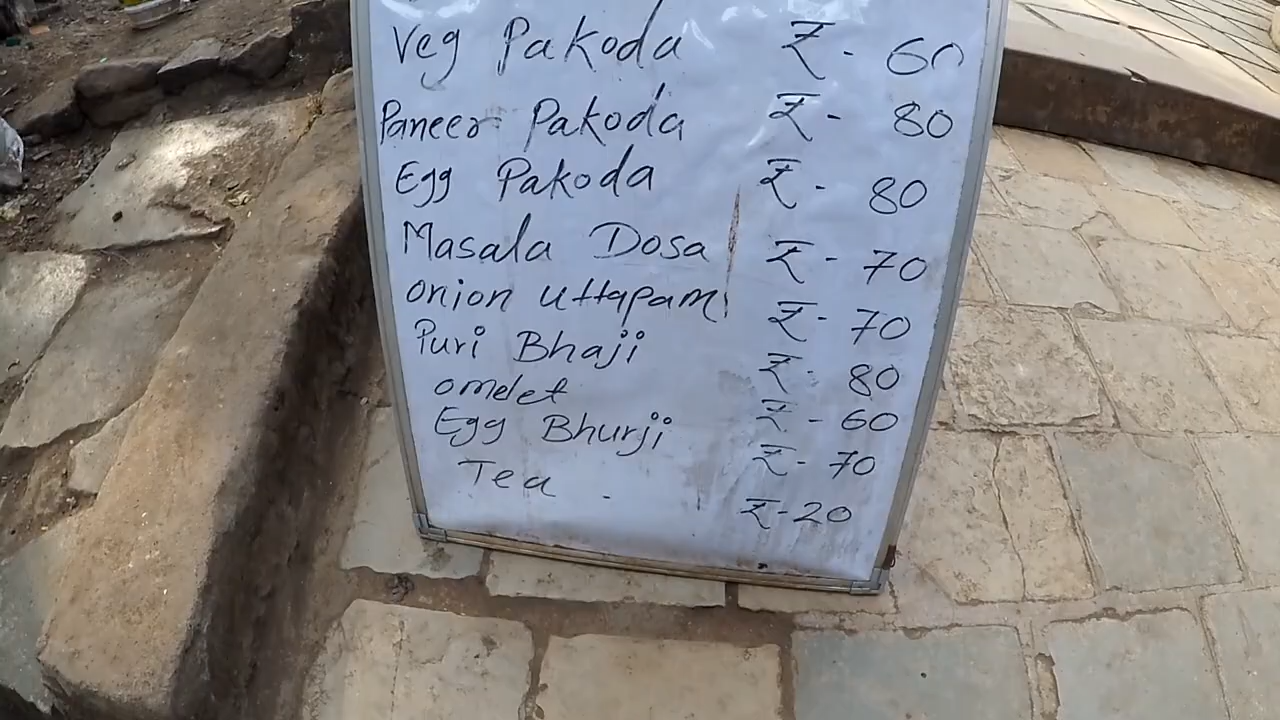 Veg Pakoda ₹ - 60
Paneer Pakoda ₹ - 80
Egg Pakoda ₹ - 80
Masala Dosa ₹ - 70
onion uttapam ₹ - 70
Puri Bhaji ₹ - 80
omelet ₹ - 60
Egg Bhurji ₹ - 70
Tea . ₹ - 20